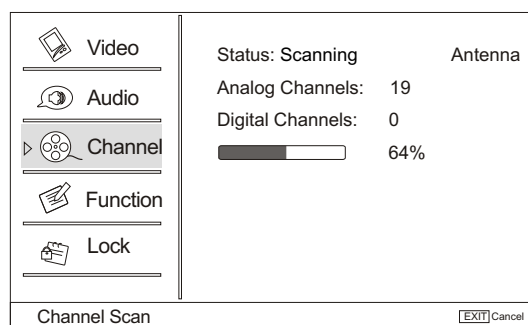 Video
Audio
Channel
Function
Lock
Status: Scanning Antenna
Analog Channels: 19
Digital Channels: 0
64%
Channel Scan EXIT Cancel